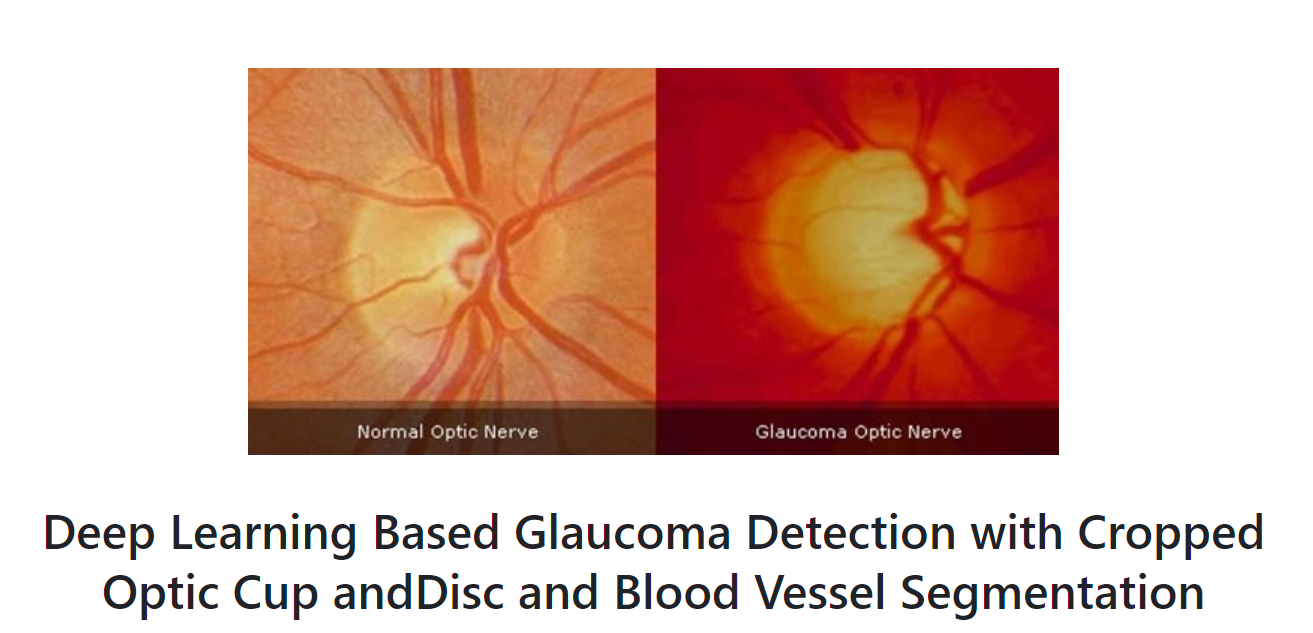 Normal Optic Nerve
Glaucoma Optic Nerve
Deep Learning Based Glaucoma Detection with Cropped
Optic Cup andDisc and Blood Vessel Segmentation